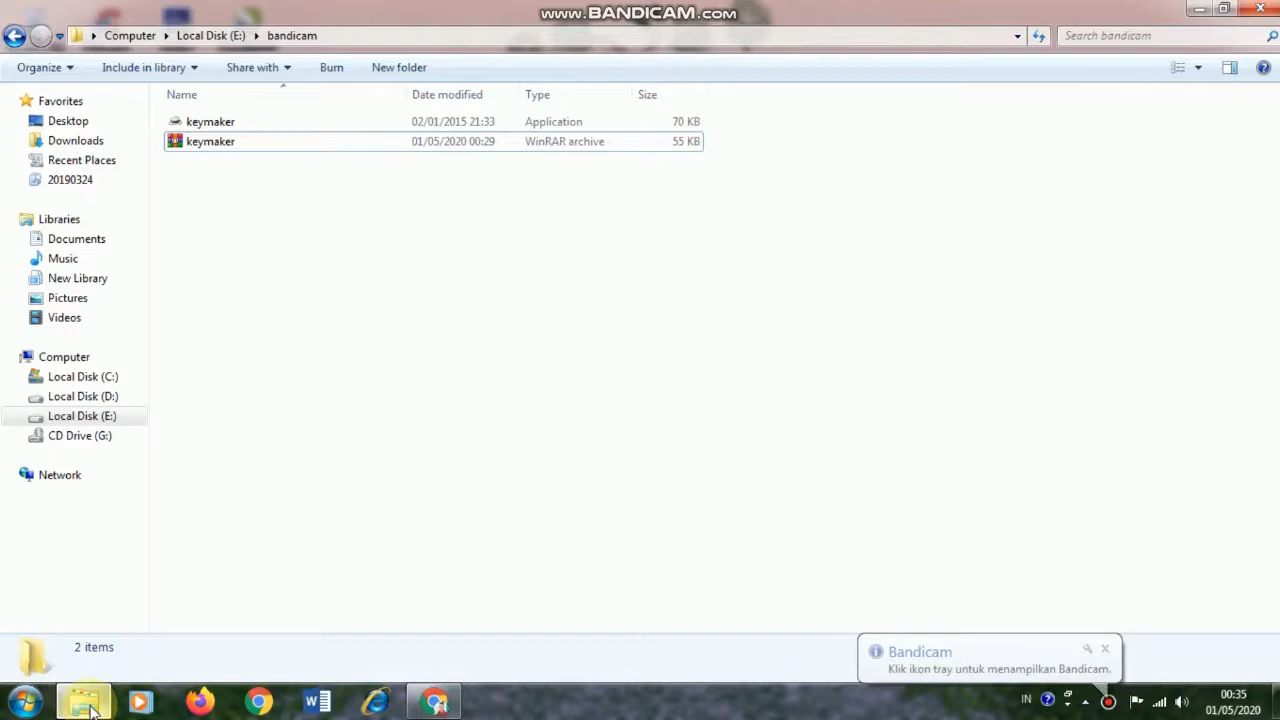 www.BANDICAM.com
Computer Local Disk (E:) bandicam
Search bandicam
Organize Include in library Share with Burn New folder
Name Date modified Type Size
keymaker 02/01/2015 21:33 Application 70 KB
keymaker 01/05/2020 00:29 WinRAR archive 55 KB
Favorites
Desktop
Downloads
Recent Places
20190324
Libraries
Documents
Music
New Library
Pictures
Videos
Computer
Local Disk (C:)
Local Disk (D:)
Local Disk (E:)
CD Drive (G:)
Network
2 items
Bandicam
Klik ikon tray untuk menampilkan Bandicam.
IN
00:35
01/05/2020